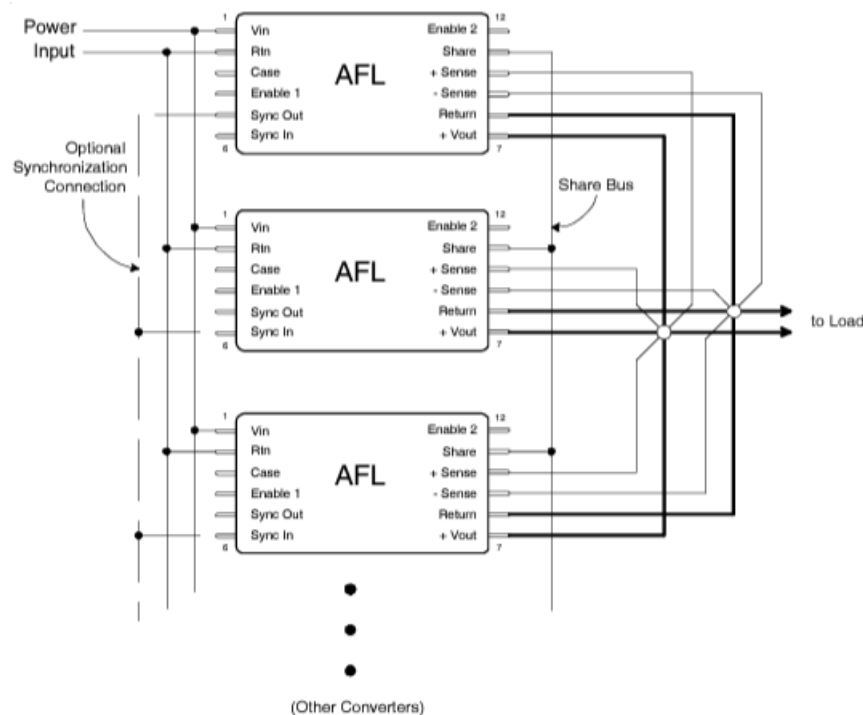 Power
Input
Optional
Synchronization
Connection
1
Vin
Rin
Case
Enable 1
Sync Out
Sync In
6
AFL
12
Enable 2
Share
+ Sense
- Sense
Return
+ Vout
7
Share Bus
1
Vin
Rin
Case
Enable 1
Sync Out
Sync In
6
AFL
12
Enable 2
Share
+ Sense
- Sense
Return
+ Vout
7
to Load
1
Vin
Rin
Case
Enable 1
Sync Out
Sync In
6
AFL
12
Enable 2
Share
+ Sense
- Sense
Return
+ Vout
7
(Other Converters)